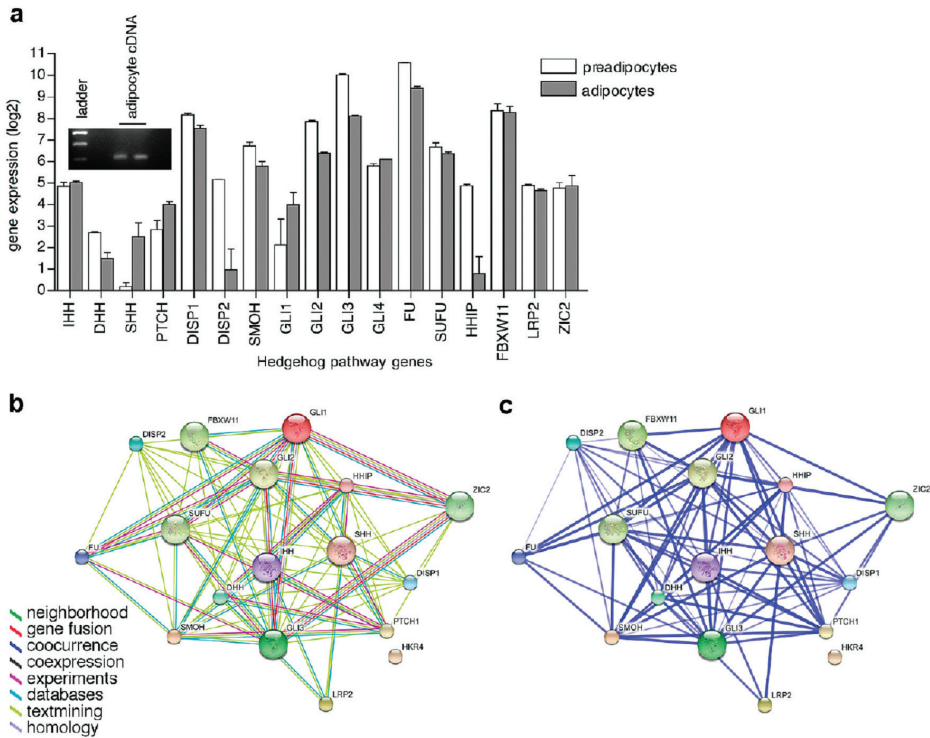 a
ladder
adipocyte cDNA
gene expression (log2)
11
10
9
8
7
6
5
4
3
2
1
0
preadipocytes
adipocytes
IHH
DHH
SHH
PTCH
DISP1
DISP2
SMOH
GLI1
GLI2
GLI3
GLI4
FU
SUFU
HHIP
FBXW11
LRP2
ZIC2
Hedgehog pathway genes
b
GLI1
FBXW11
DISP2
GLI2
HHIP
ZIC2
SUFU
SHH
IHH
FU
DISP1
DHH
PTCH1
SMOH
GLI3
HKR4
LRP2
neighborhood
gene fusion
coocurrence
coexpression
experiments
databases
textmining
homology
c
GLI1
FBXW11
DISP2
GLI2
HHIP
ZIC2
SUFU
SHH
IHH
FU
DISP1
DHH
PTCH1
SMOH
GLI3
HKR4
LRP2